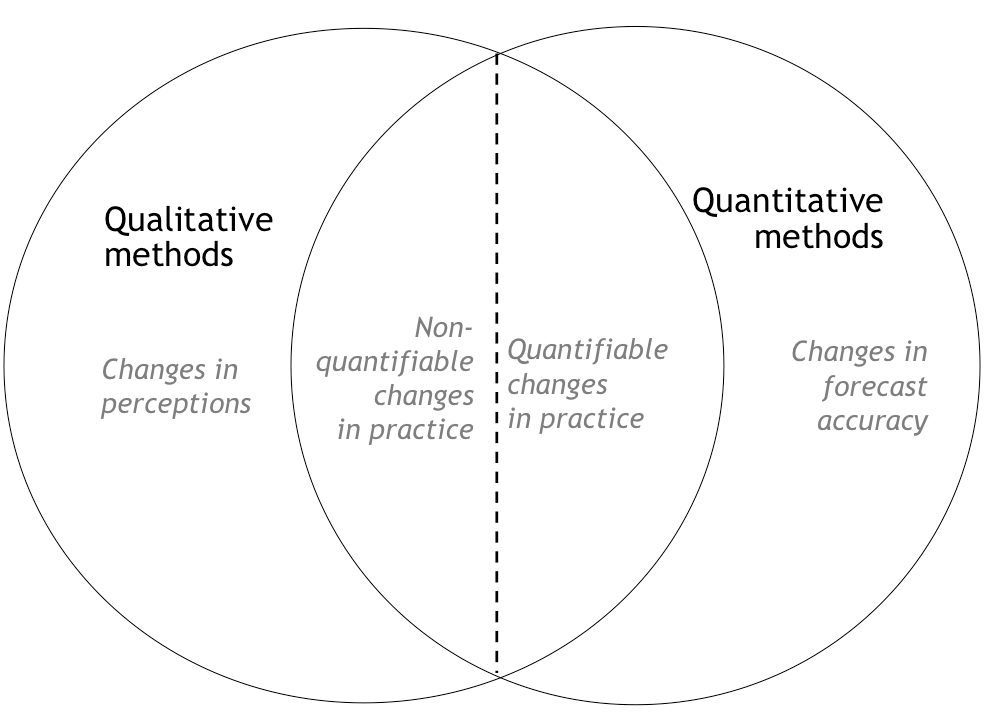 Qualitative
methods
Changes in
perceptions
Non-
quantifiable
changes
in practice
Quantifiable
changes
in practice
Quantitative
methods
Changes in
forecast
accuracy